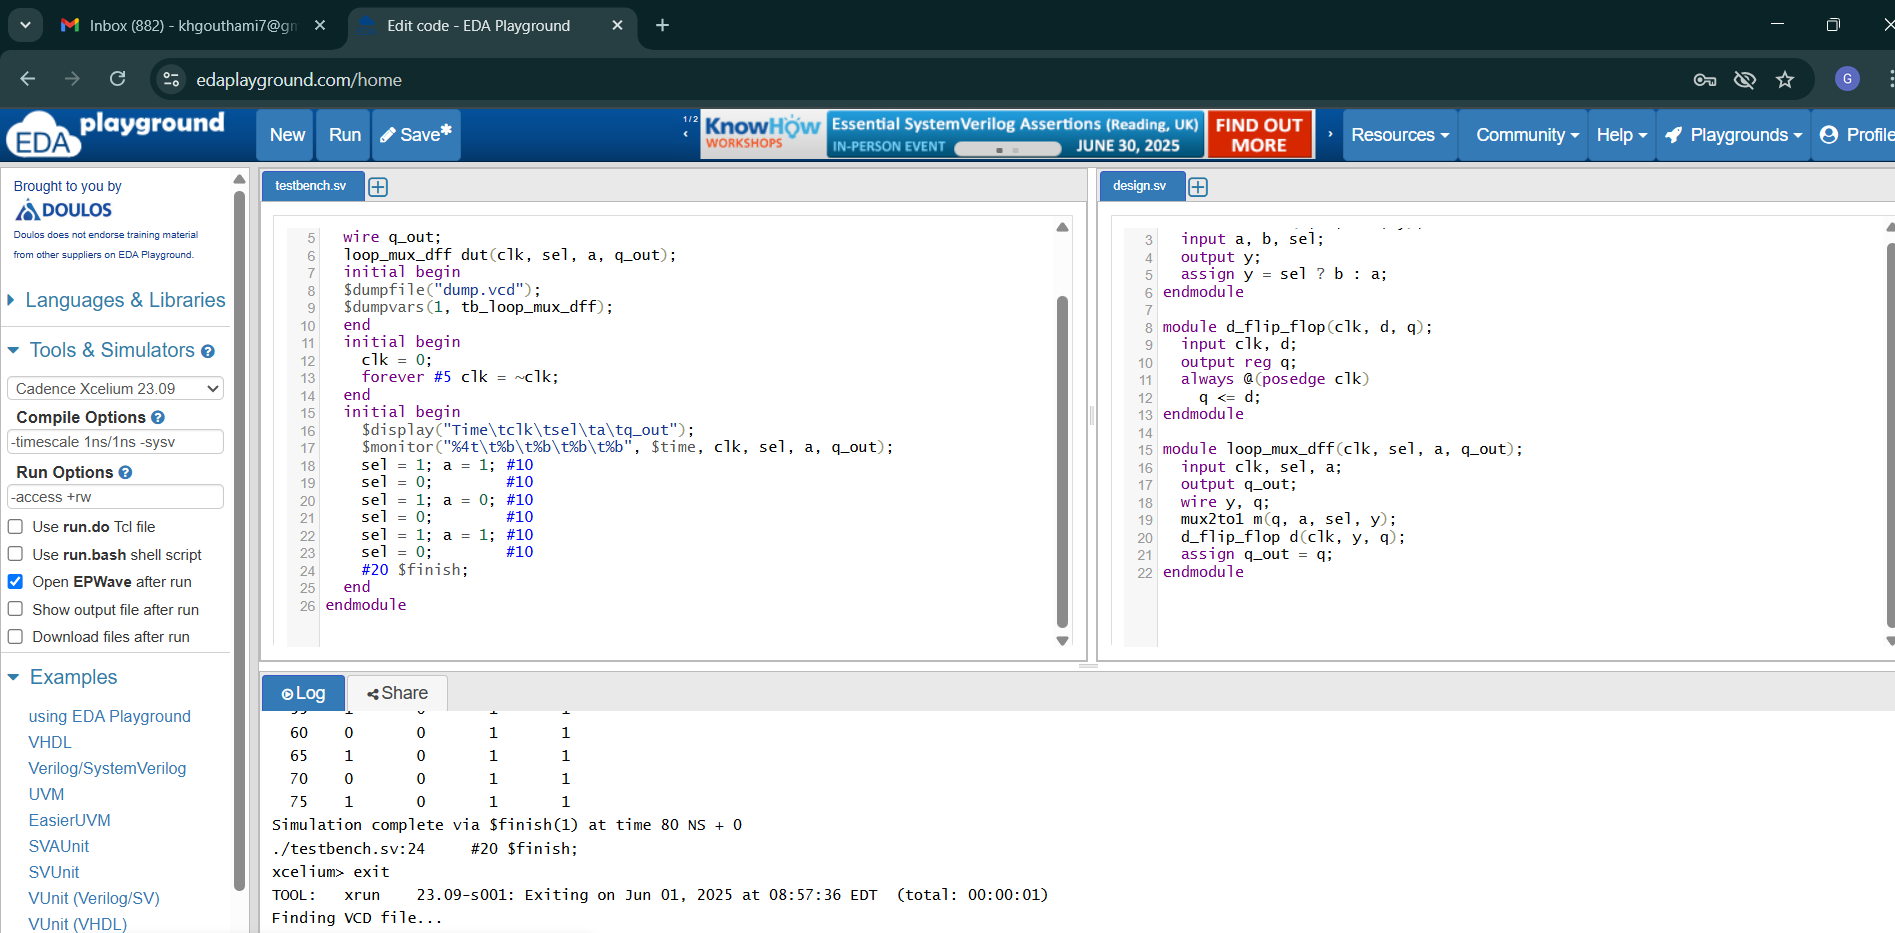 Inbox (882) - khgouthami7@gm
Edit code - EDA Playground
edaplayground.com/home
G
EDA playground
New
Run
Save*
1/2
KnowHow
WORKSHOPS
Essential SystemVerilog Assertions (Reading, UK)
IN-PERSON EVENT
JUNE 30, 2025
FIND OUT
MORE
Resources
Community
Help
Playgrounds
Profile
Brought to you by
DOULOS
Doulos does not endorse training material
from other suppliers on EDA Playground.
Languages & Libraries
Tools & Simulators
Cadence Xcelium 23.09
Compile Options
-timescale 1ns/1ns -sysv
Run Options
-access +rw
Use run.do Tcl file
Use run.bash shell script
Open EPWave after run
Show output file after run
Download files after run
Examples
using EDA Playground
VHDL
Verilog/SystemVerilog
UVM
EasierUVM
SVAUnit
SVUnit
VUnit (Verilog/SV)
VUnit (VHDL)
testbench.sv
5 wire q_out;
6 loop_mux_dff dut(clk, sel, a, q_out);
7 initial begin
8 $dumpfile("dump.vcd");
9 $dumpvars(1, tb_loop_mux_dff);
10 end
11 initial begin
12 clk = 0;
13 forever #5 clk = ~clk;
14 end
15 initial begin
16 $display("Time\tclk\tsel\ta\tq_out");
17 $monitor("%4t\t%b\t%b\t%b\t%b", $time, clk, sel, a, q_out);
18 sel = 1; a = 1; #10
19 sel = 0; #10
20 sel = 1; a = 0; #10
21 sel = 0; #10
22 sel = 1; a = 1; #10
23 sel = 0; #10
24 #20 $finish;
25 end
26 endmodule
design.sv
3 input a, b, sel;
4 output y;
5 assign y = sel ? b : a;
6 endmodule
7
8 module d_flip_flop(clk, d, q);
9 input clk, d;
10 output reg q;
11 always @(posedge clk)
12 q <= d;
13 endmodule
14
15 module loop_mux_dff(clk, sel, a, q_out);
16 input clk, sel, a;
17 output q_out;
18 wire y, q;
19 mux2to1 m(q, a, sel, y);
20 d_flip_flop d(clk, y, q);
21 assign q_out = q;
22 endmodule
Log
Share
60 0 0 1 1
65 1 0 1 1
70 0 0 1 1
75 1 0 1 1
Simulation complete via $finish(1) at time 80 NS + 0
./testbench.sv:24 #20 $finish;
xcelium> exit
TOOL: xrun 23.09-s001: Exiting on Jun 01, 2025 at 08:57:36 EDT (total: 00:00:01)
Finding VCD file...